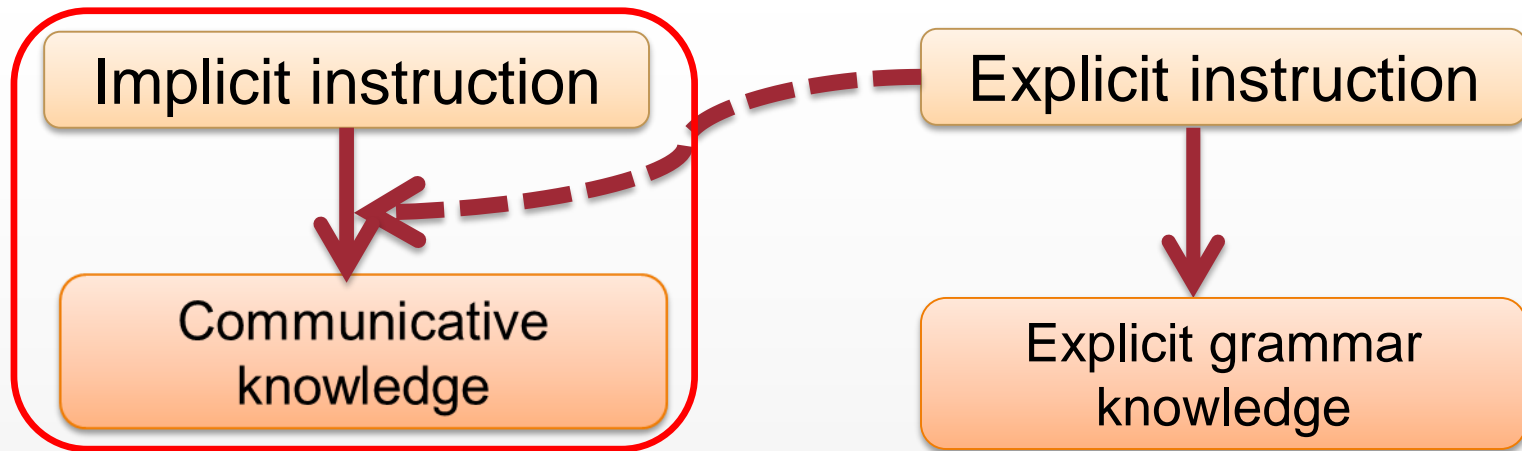 Implicit instruction
Explicit instruction
Communicative
knowledge
Explicit grammar
knowledge